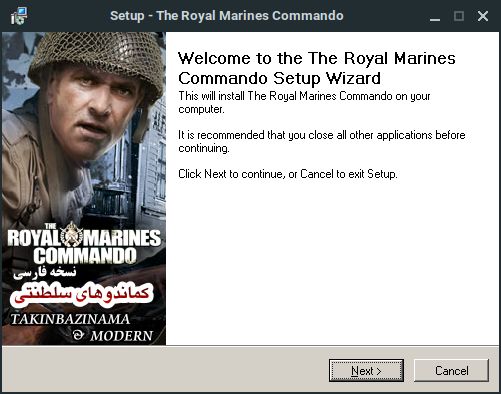 Setup - The Royal Marines Commando
Welcome to the The Royal Marines
Commando Setup Wizard
This will install The Royal Marines Commando on your
computer.
It is recommended that you close all other applications before
continuing.
Click Next to continue, or Cancel to exit Setup.
THE
ROYAL MARINES
COMMANDO
نسخه فارسی
کماندوهای سلطنتی
TAKINBAZINAMA
& MODERN
Next >
Cancel